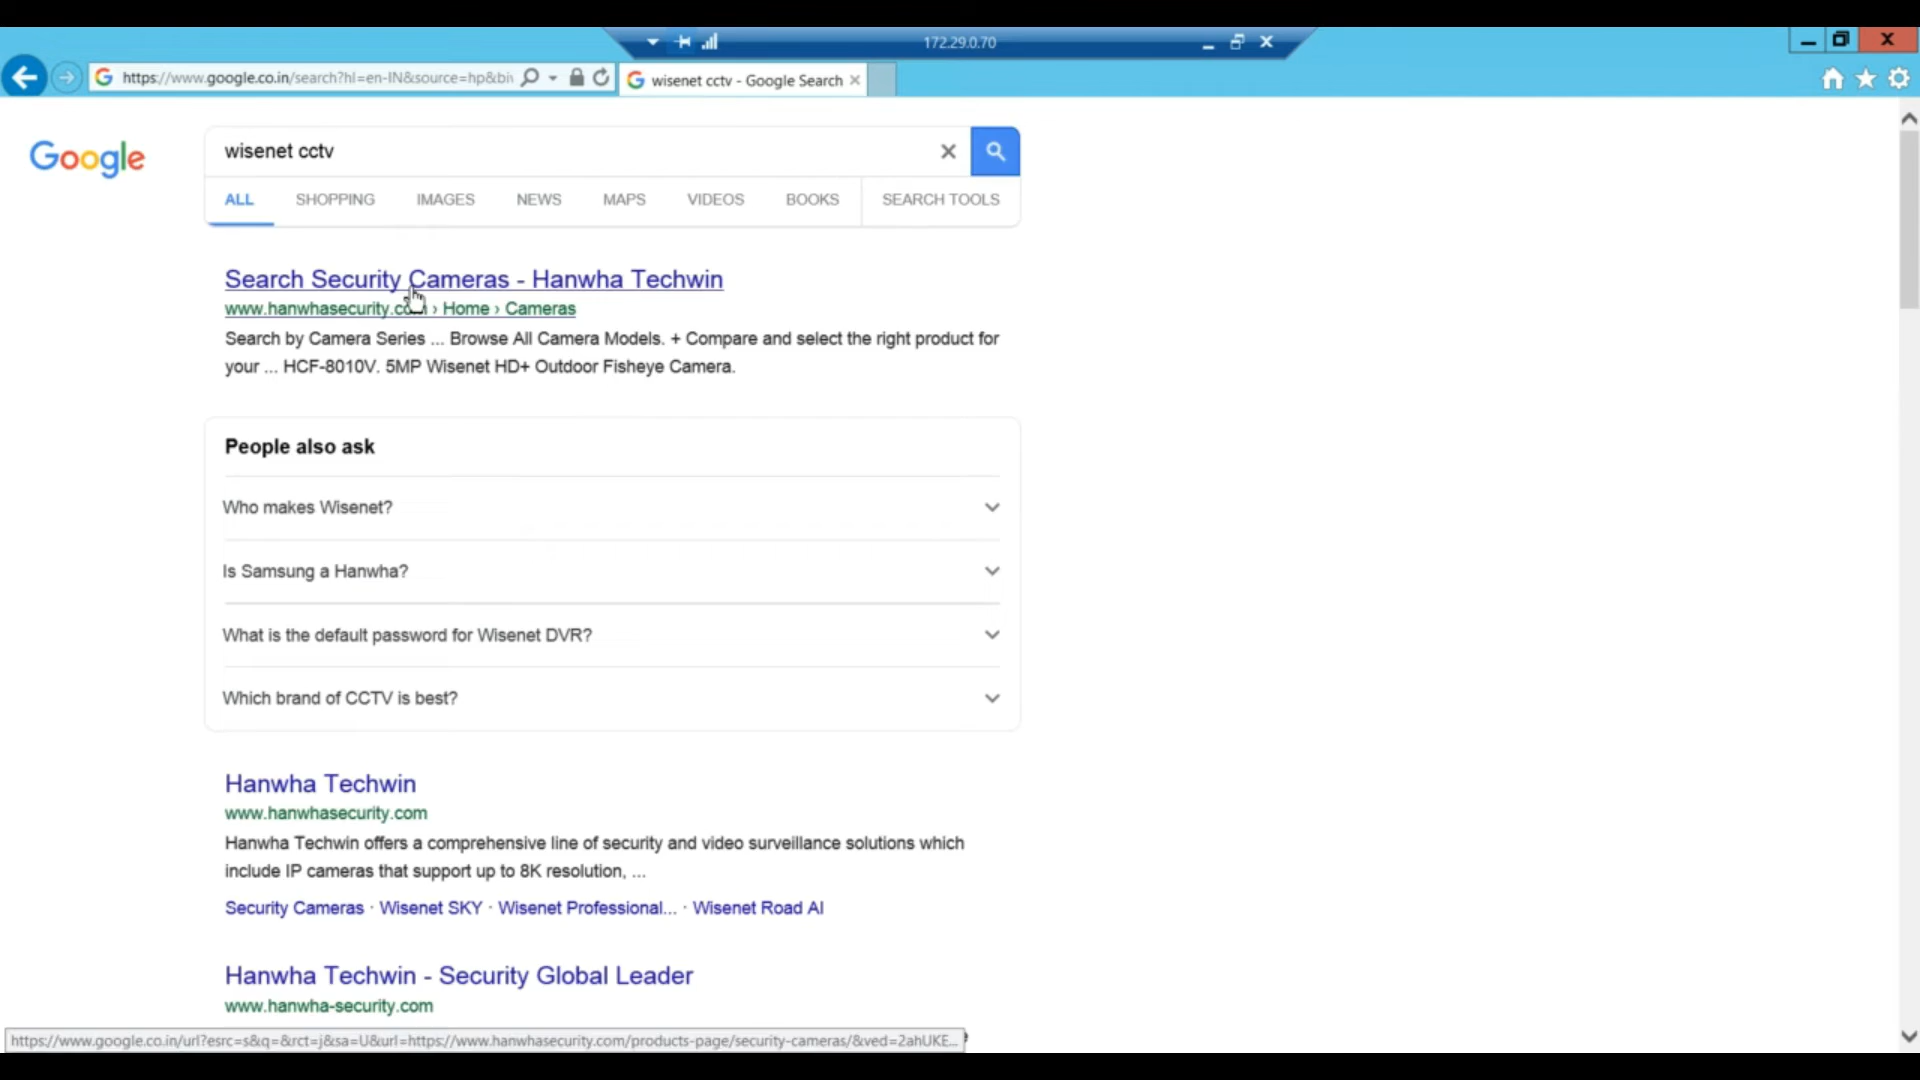 172.29.0.70
https://www.google.co.in/search?hl=en-IN&source=hp&biv
wisenet cctv - Google Search
Google
wisenet cctv
ALL SHOPPING IMAGES NEWS MAPS VIDEOS BOOKS SEARCH TOOLS
Search Security Cameras - Hanwha Techwin
www.hanwhasecurity.com › Home › Cameras
Search by Camera Series ... Browse All Camera Models. + Compare and select the right product for
your ... HCF-8010V. 5MP Wisenet HD+ Outdoor Fisheye Camera.
People also ask
Who makes Wisenet?
Is Samsung a Hanwha?
What is the default password for Wisenet DVR?
Which brand of CCTV is best?
Hanwha Techwin
www.hanwhasecurity.com
Hanwha Techwin offers a comprehensive line of security and video surveillance solutions which
include IP cameras that support up to 8K resolution, ...
Security Cameras · Wisenet SKY · Wisenet Professional... · Wisenet Road AI
Hanwha Techwin - Security Global Leader
www.hanwha-security.com
https://www.google.co.in/url?esrc=s&q=&rct=j&sa=U&url=https://www.hanwhasecurity.com/products-page/security-cameras/&ved=2ahUKE...